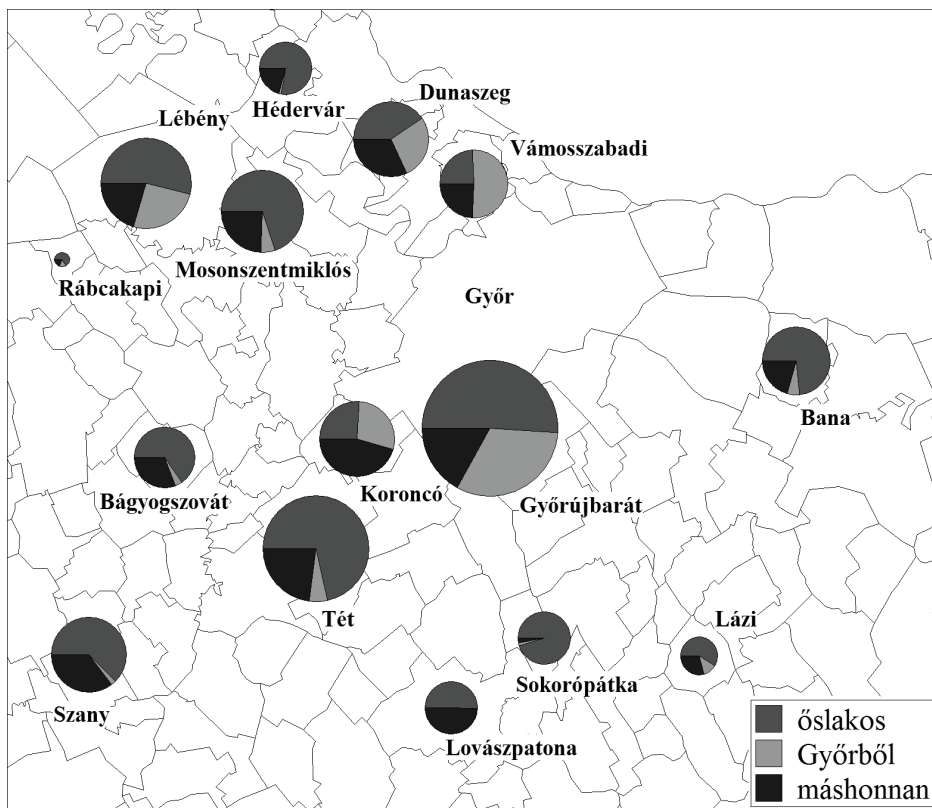 Hédervár
Dunaszeg
Lébény
Vámosszabadi
Mosonszentmiklós
Rábcakapi
Győr
Bana
Koroncó
Bágyogszovát
Győrújbarát
Tét
Lázi
Sokorópátka
Szany
Lovászpatona
őslakos
Győrből
máshonnan